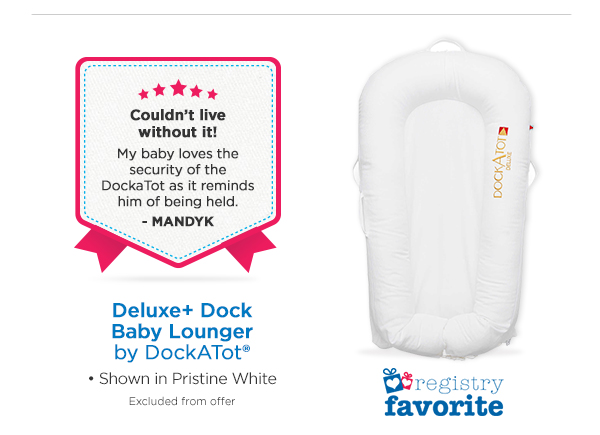 Couldn't live
without it!
My baby loves the
security of the
DockaTot as it reminds
him of being held.
- MANDYK
DOCKATOT
DELUXE
Deluxe+ Dock
Baby Lounger
by DockATot®
• Shown in Pristine White
Excluded from offer
registry
favorite